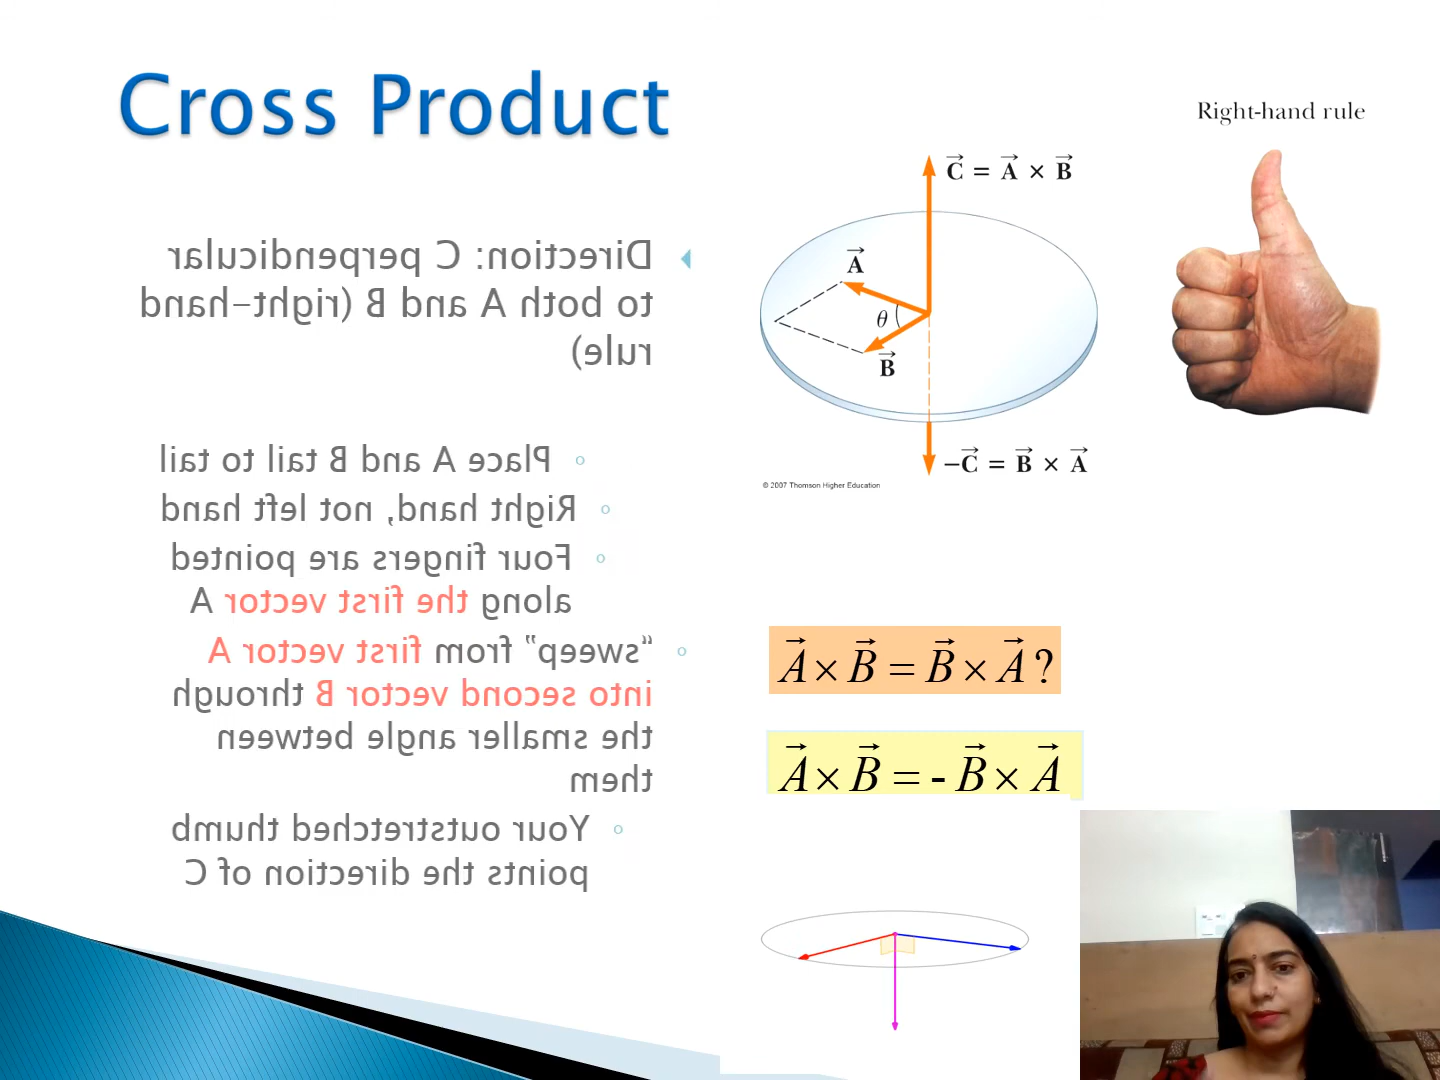 Cross Product
Right-hand rule
Direction: C perpendicular
to both A and B (right-hand
rule)
Place A and B tail to tail
Right hand, not left hand
Four fingers are pointed
along the first vector A
“sweep” from first vector A
into second vector B through
the smaller angle between
them
Your outstretched thumb
points the direction of C
C⃗ = A⃗ × B⃗
A⃗
θ
B⃗
−C⃗ = B⃗ × A⃗
© 2007 Thomson Higher Education
A⃗ × B⃗ = B⃗ × A⃗ ?
A⃗ × B⃗ = - B⃗ × A⃗